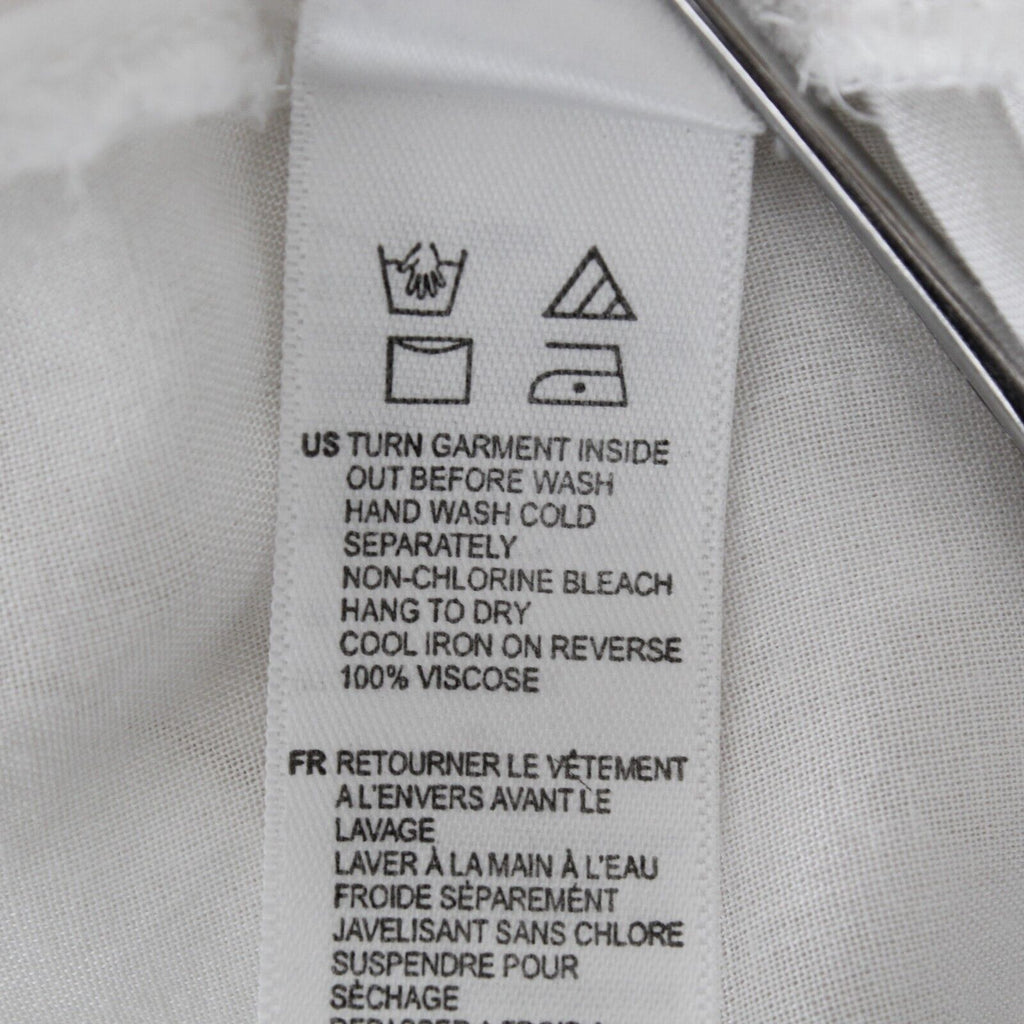 US TURN GARMENT INSIDE
OUT BEFORE WASH
HAND WASH COLD
SEPARATELY
NON-CHLORINE BLEACH
HANG TO DRY
COOL IRON ON REVERSE
100% VISCOSE
FR RETOURNER LE VÊTEMENT
A L'ENVERS AVANT LE
LAVAGE
LAVER À LA MAIN À L'EAU
FROIDE SÉPARÉMENT
JAVELISANT SANS CHLORE
SUSPENDRE POUR
SÉCHAGE